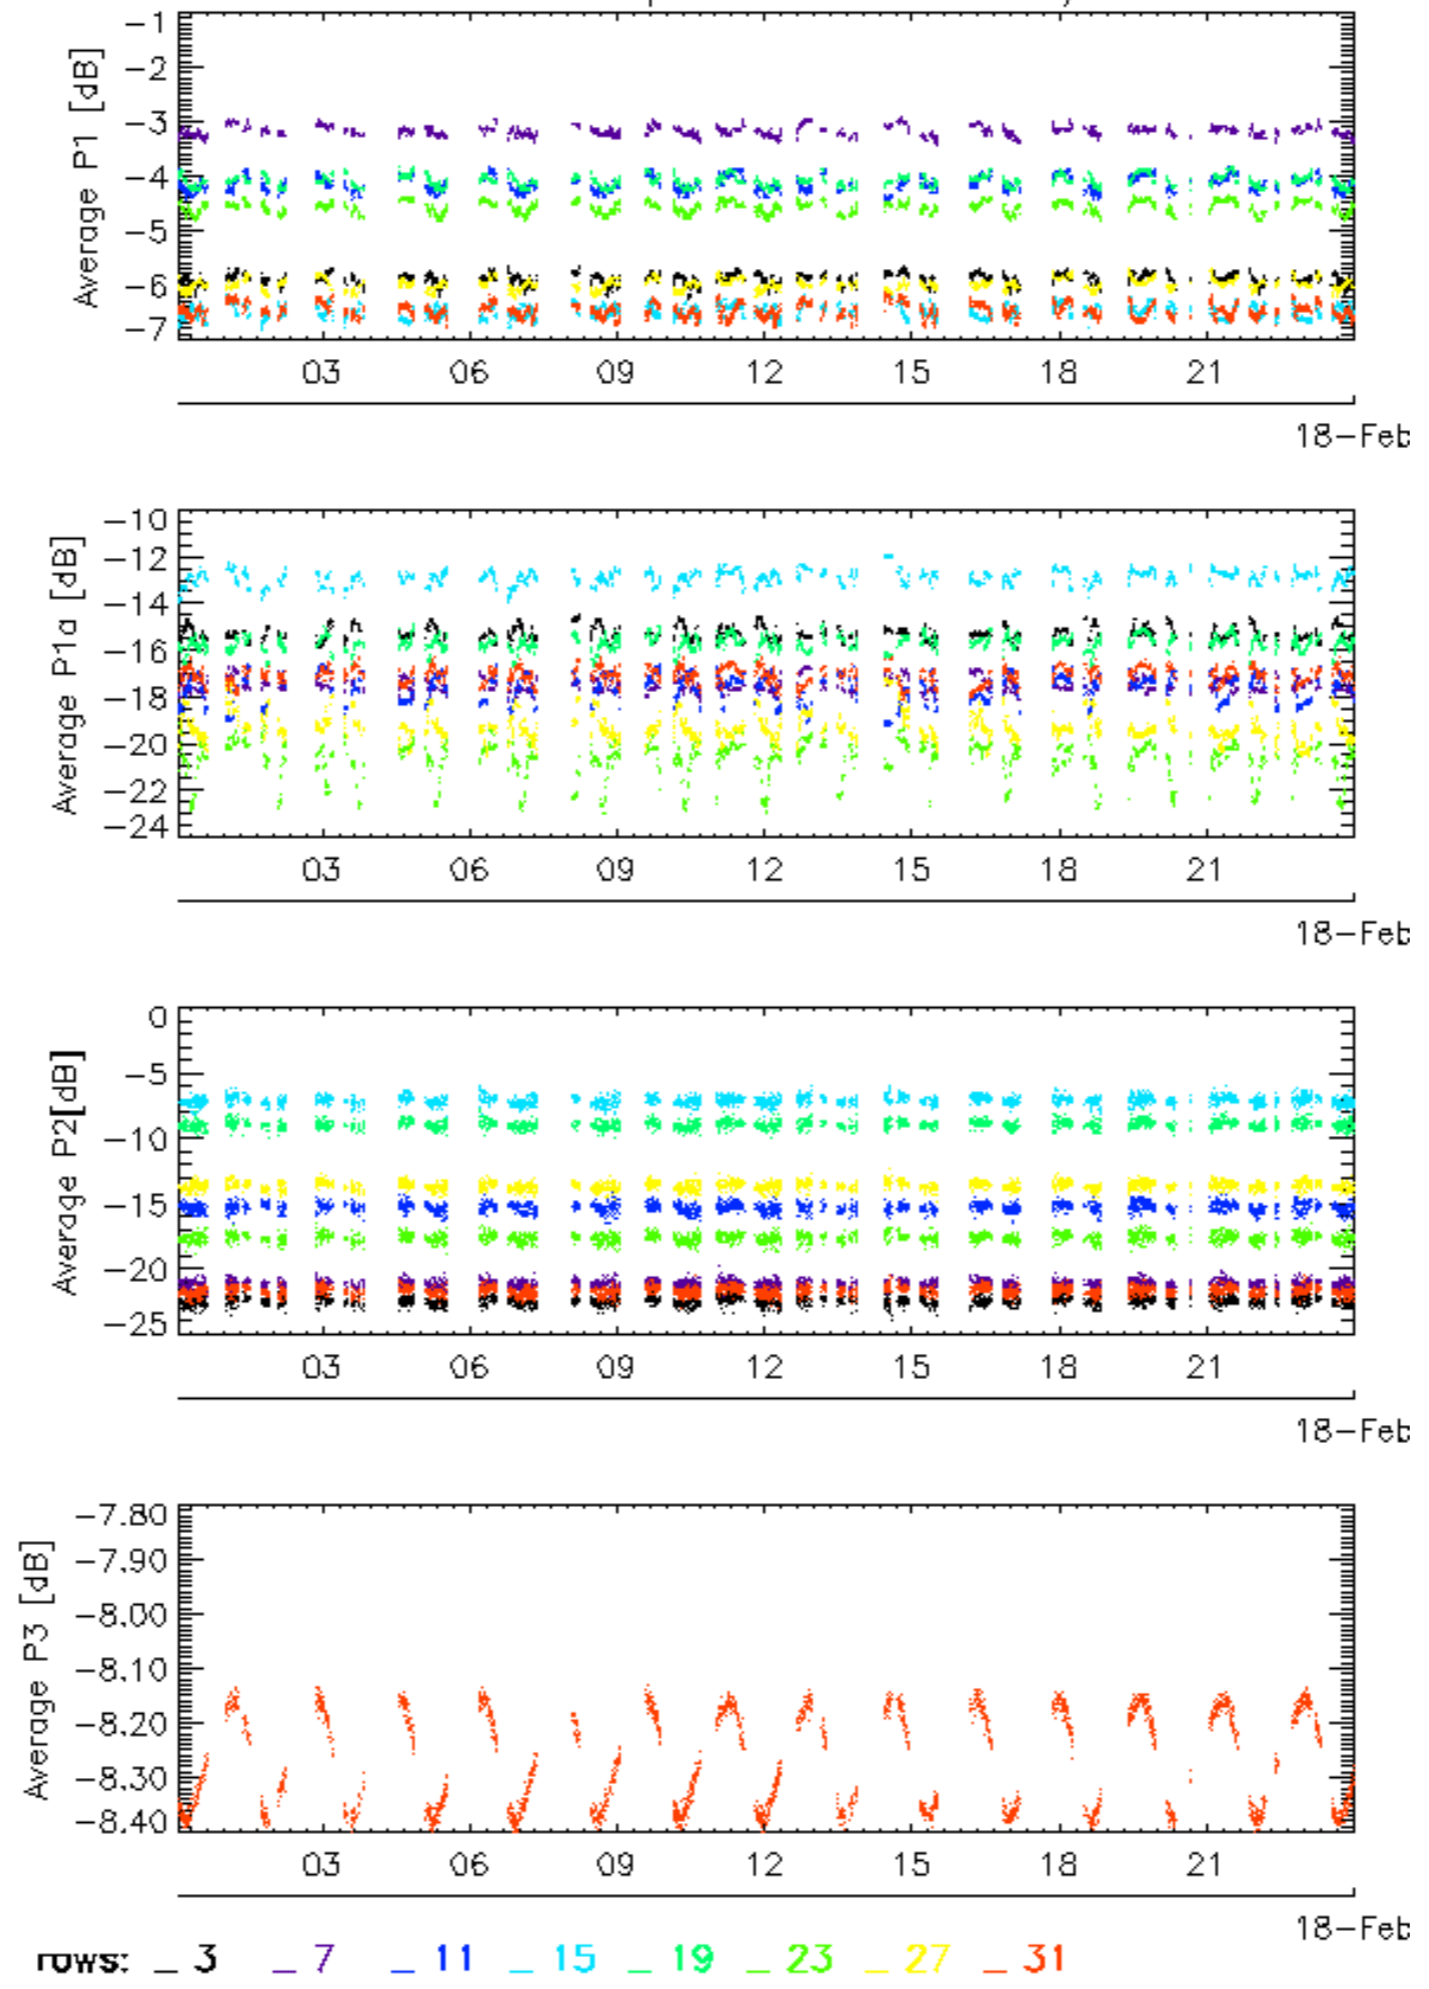 Average P1 [dB]
−1
−2
−3
−4
−5
−6
−7
03 06 09 12 15 18 21
18−Feb
Average P1a [dB]
−10
−12
−14
−16
−18
−20
−22
−24
03 06 09 12 15 18 21
18−Feb
Average P2[dB]
0
−5
−10
−15
−20
−25
03 06 09 12 15 18 21
18−Feb
Average P3 [dB]
−7.80
−7.90
−8.00
−8.10
−8.20
−8.30
−8.40
03 06 09 12 15 18 21
18−Feb
rows: _ 3 _ 7 _ 11 _ 15 _ 19 _ 23 _ 27 _ 31